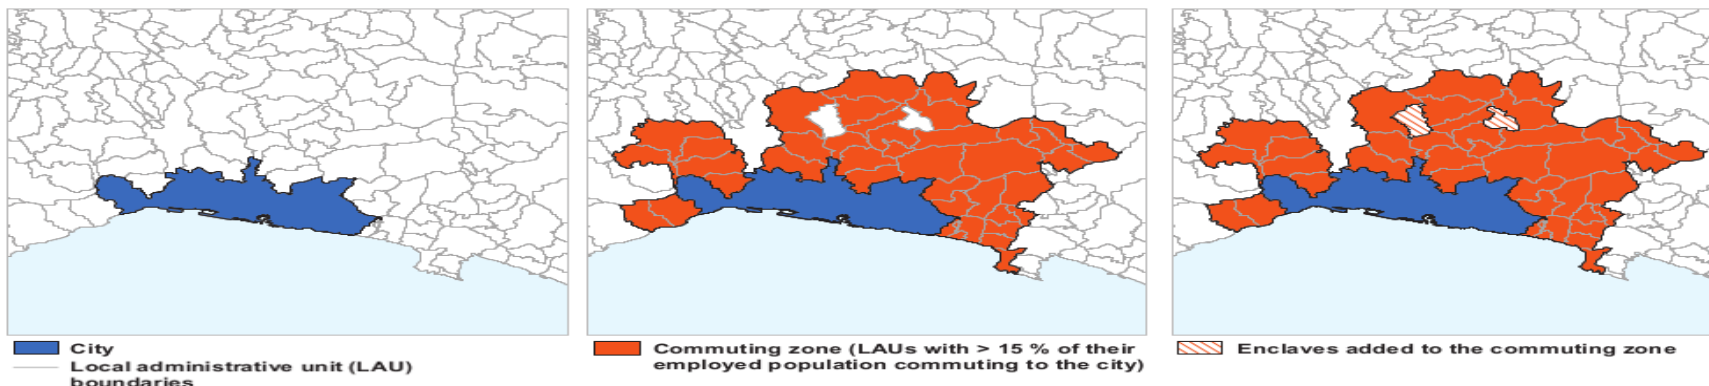 City
Local administrative unit (LAU)
boundaries
Commuting zone (LAUs with > 15 % of their
employed population commuting to the city)
Enclaves added to the commuting zone